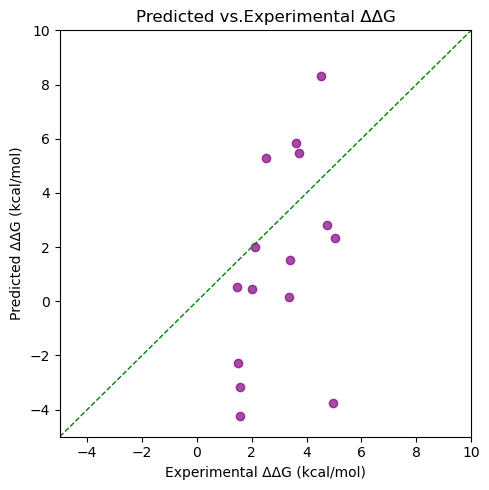 Predicted vs.Experimental ΔΔG
Predicted ΔΔG (kcal/mol)
10
8
6
4
2
0
−2
−4
−4 −2 0 2 4 6 8 10
Experimental ΔΔG (kcal/mol)